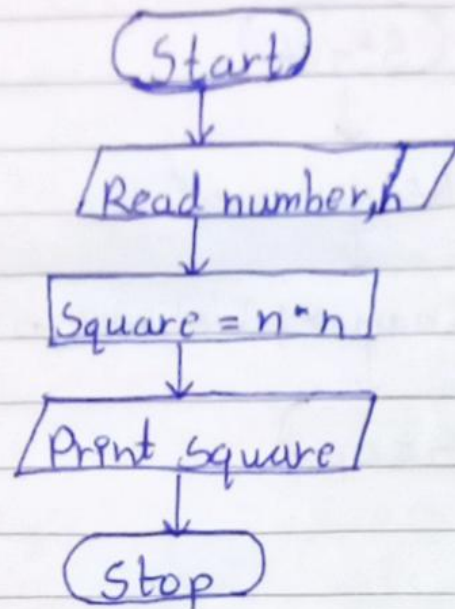 Start
Read number, n
Square = n * n
Print square
Stop